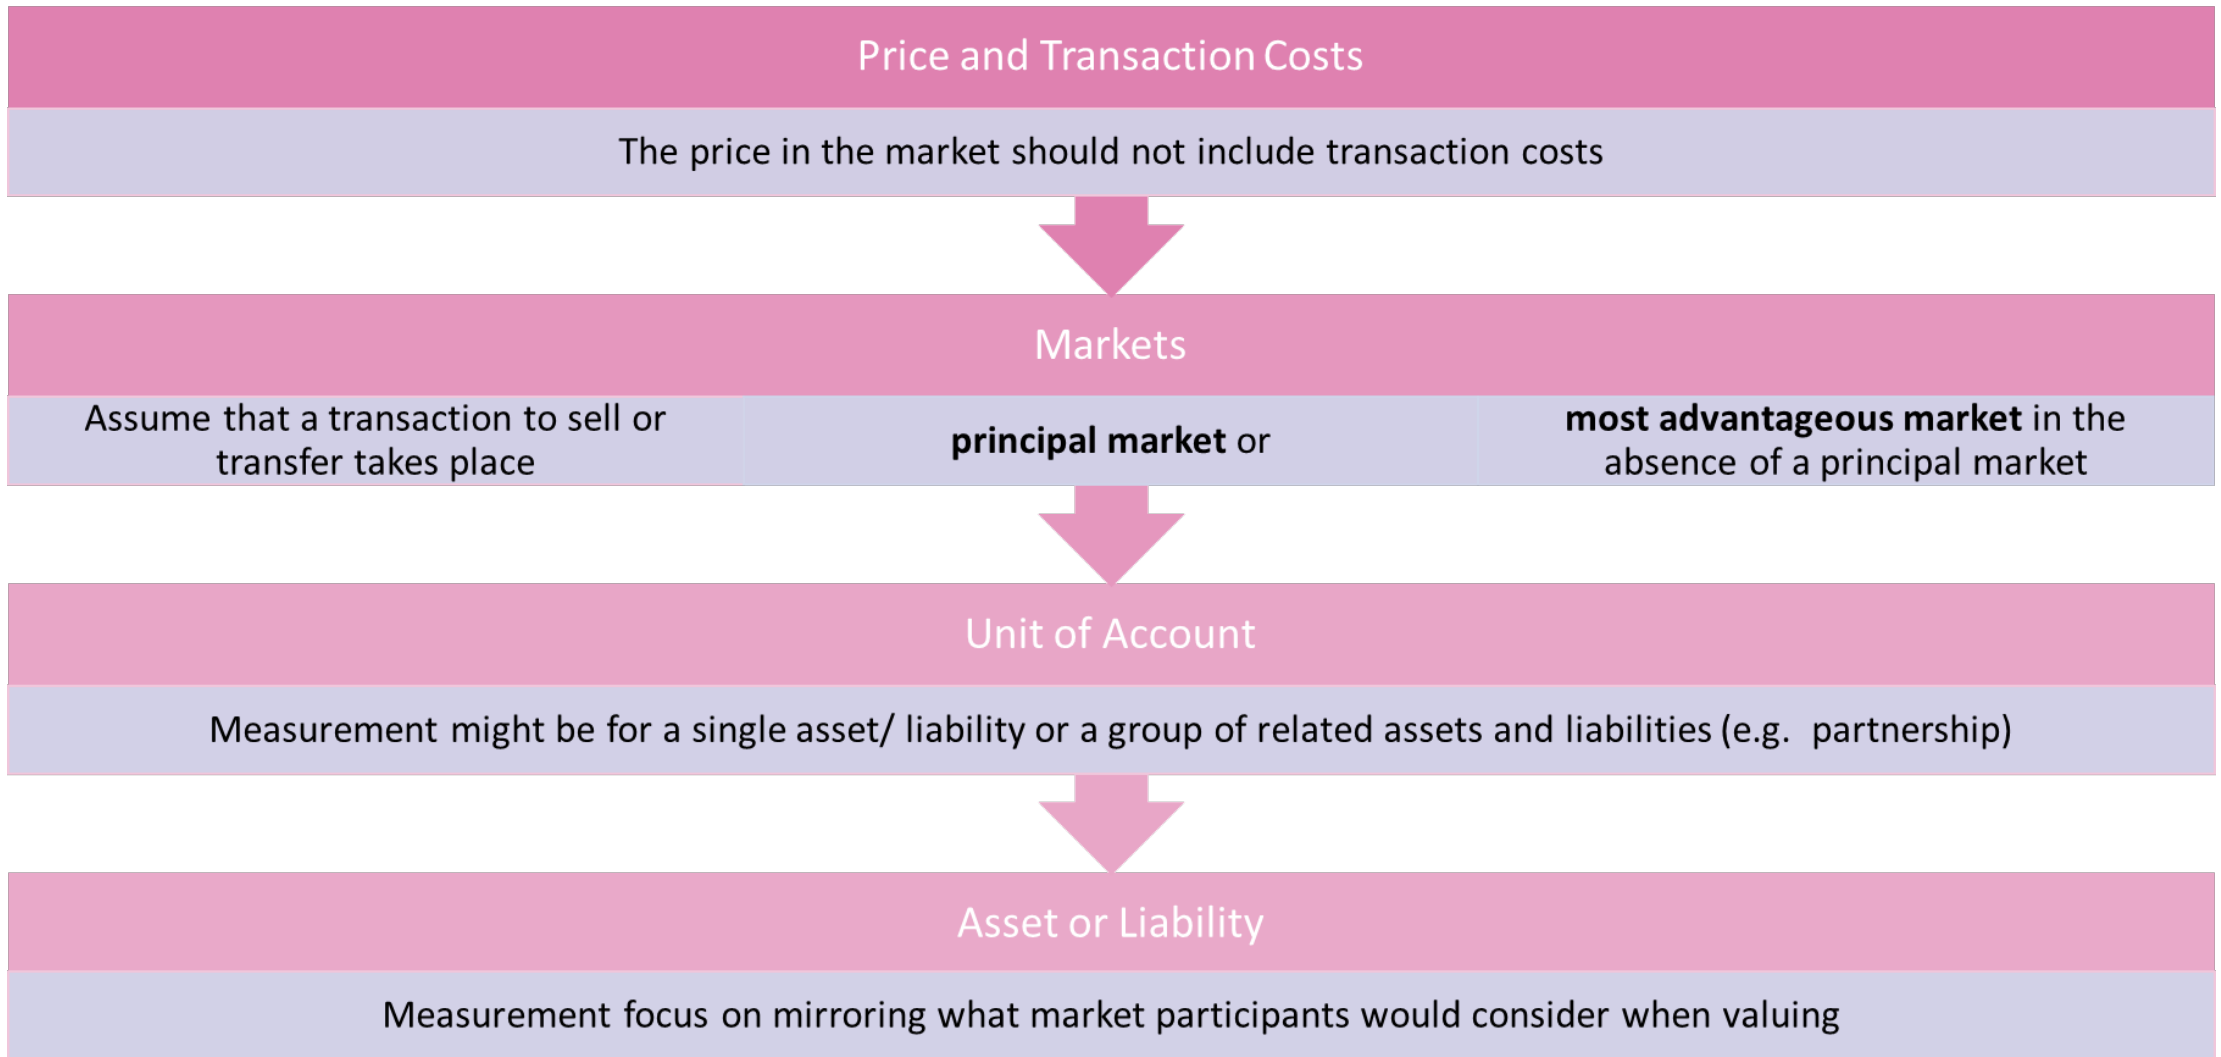 Price and Transaction Costs
The price in the market should not include transaction costs
Markets
Assume that a transaction to sell or
transfer takes place
principal market or
most advantageous market in the
absence of a principal market
Unit of Account
Measurement might be for a single asset/ liability or a group of related assets and liabilities (e.g. partnership)
Asset or Liability
Measurement focus on mirroring what market participants would consider when valuing